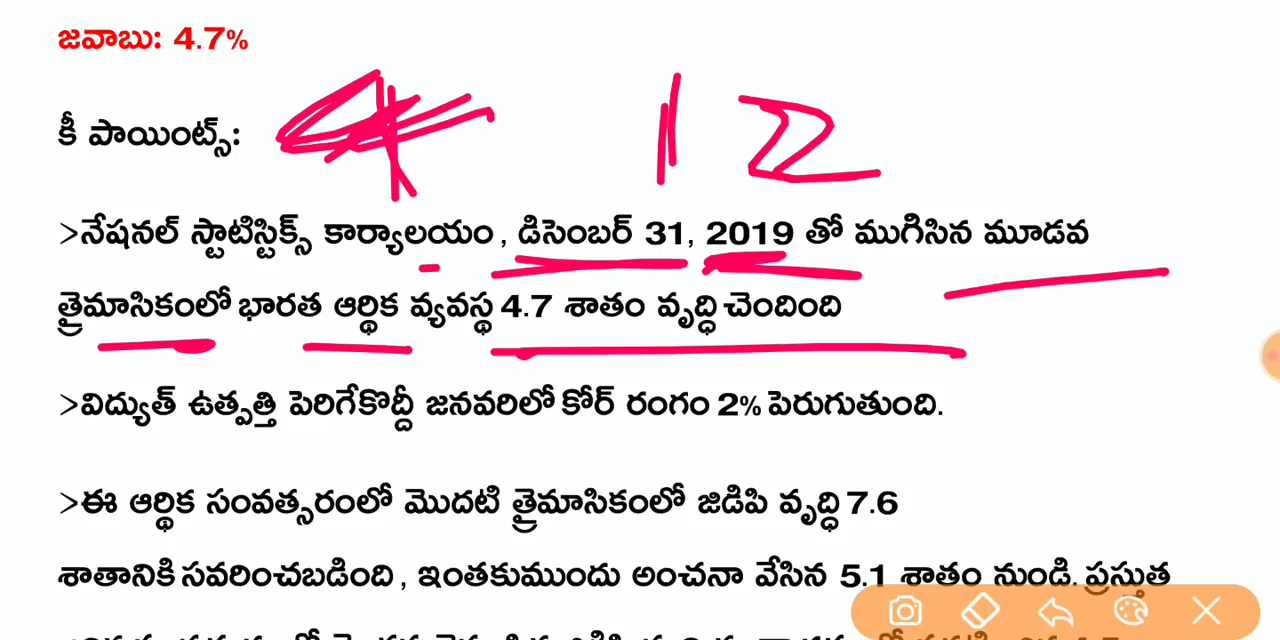 జవాబు: 4.7%
4 12
కీ పాయింట్స్:
>నేషనల్ స్టాటిస్టిక్స్ కార్యాలయం, డిసెంబర్ 31, 2019 తో ముగిసిన మూడవ
త్రైమాసికంలో భారత ఆర్థిక వ్యవస్థ 4.7 శాతం వృద్ధి చెందింది
>విద్యుత్ ఉత్పత్తి పెరిగేకొద్దీ జనవరిలో కోర్ రంగం 2% పెరుగుతుంది.
>ఈ ఆర్థిక సంవత్సరంలో మొదటి త్రైమాసికంలో జిడిపి వృద్ధి 7.6
శాతానికి సవరించబడింది, ఇంతకుముందు అంచనా వేసిన 5.1 శాతం నుండి. ప్రస్తుత